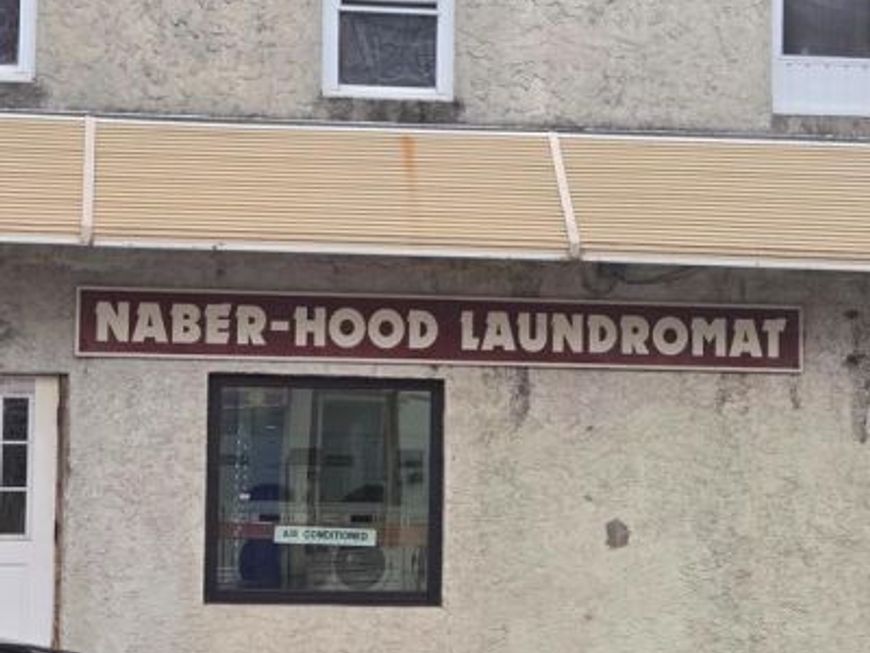 NABER-HOOD LAUNDROMAT
AIR CONDITIONED